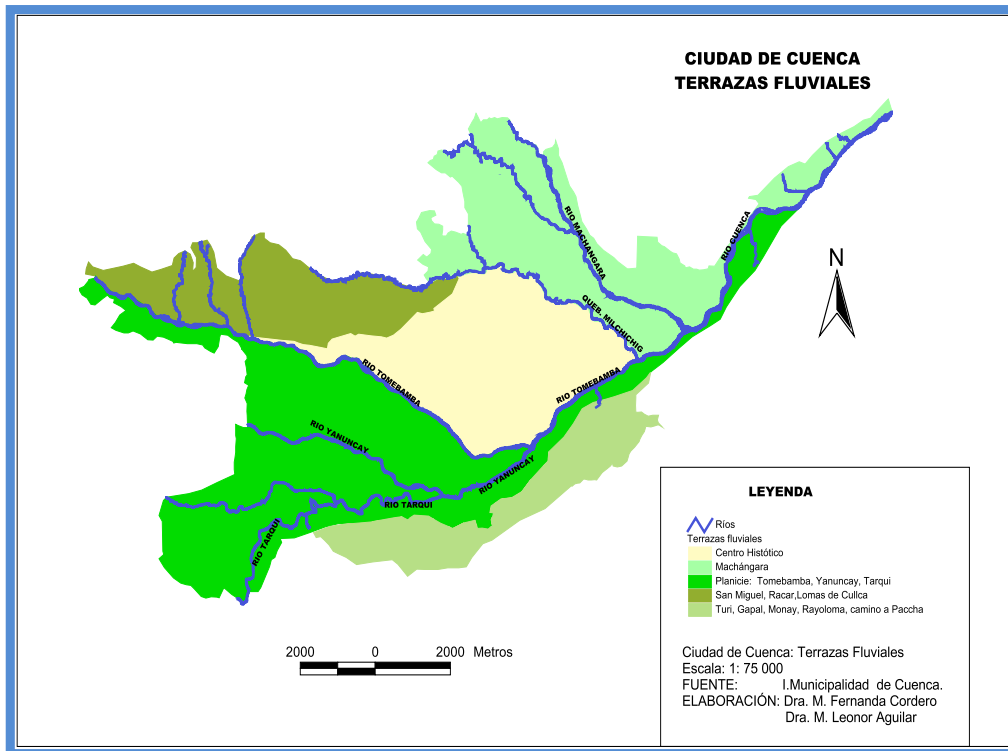 CIUDAD DE CUENCA
TERRAZAS FLUVIALES
RIO MACHANGARA
RIO CUENCA
N
QUEB. MILCHICHIG
RIO TOMEBAMBA
RIO TOMEBAMBA
RIO YANUNCAY
RIO YANUNCAY
RIO TARQUI
RIO TARQUI
LEYENDA
Ríos
Terrazas fluviales
Centro Histótico
Machángara
Planicie: Tomebamba, Yanuncay, Tarqui
San Miguel, Racar,Lomas de Cullca
Turi, Gapal, Monay, Rayoloma, camino a Paccha
2000 0 2000 Metros
Ciudad de Cuenca: Terrazas Fluviales
Escala: 1: 75 000
FUENTE: I.Municipalidad de Cuenca.
ELABORACIÓN: Dra. M. Fernanda Cordero
Dra. M. Leonor Aguilar